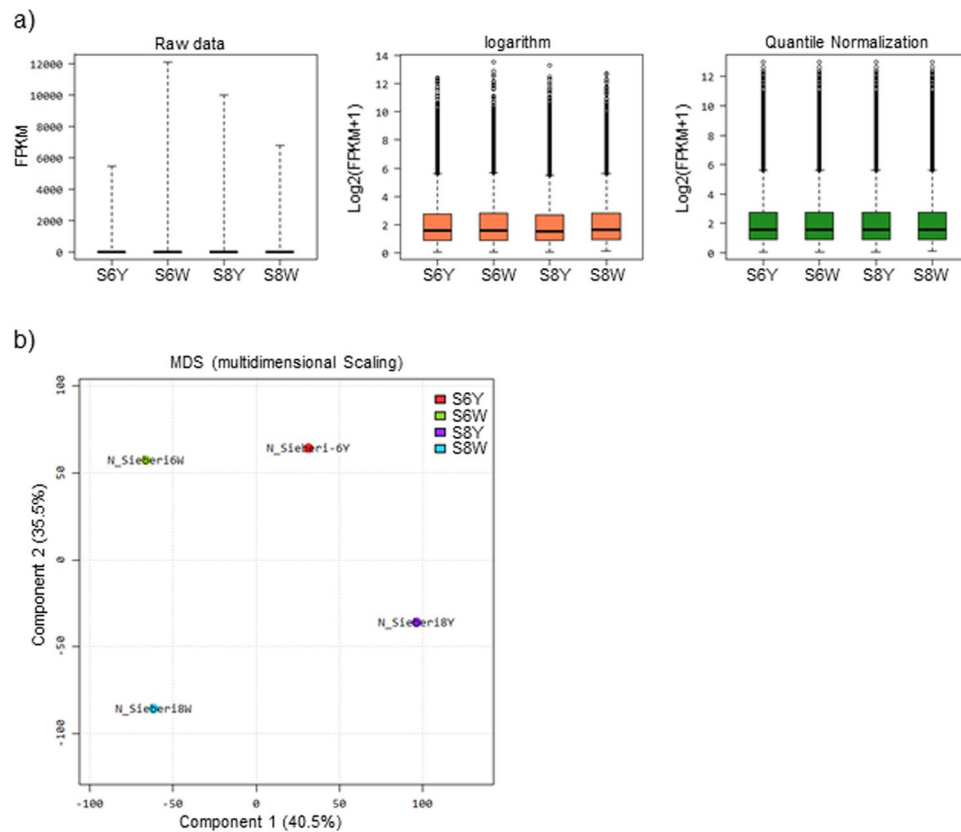 a)
Raw data
FPKM
12000
10000
8000
6000
4000
2000
0
S6Y S6W S8Y S8W
logarithm
Log2(FPKM+1)
14
12
10
8
6
4
2
0
S6Y S6W S8Y S8W
Quantile Normalization
Log2(FPKM+1)
12
10
8
6
4
2
0
S6Y S6W S8Y S8W
b)
MDS (multidimensional Scaling)
Component 2 (35.5%)
100
50
0
-50
-100
S6Y
S6W
S8Y
S8W
N_Sieberi-6Y
N_Sieberi6W
N_Sieberi8Y
N_Sieberi8W
-100 -50 0 50 100
Component 1 (40.5%)